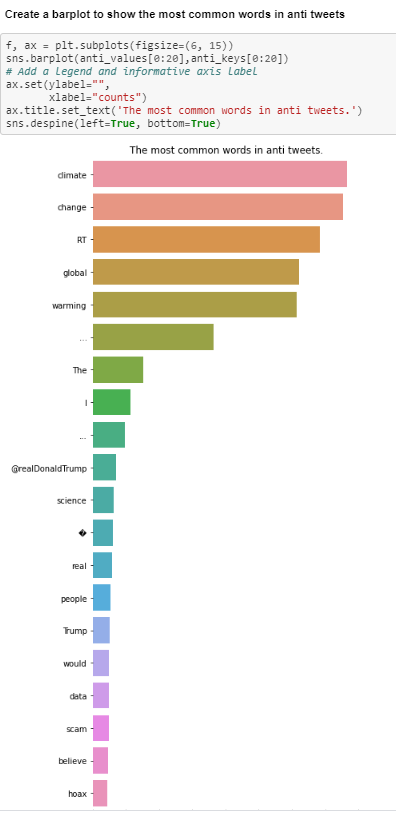 Create a barplot to show the most common words in anti tweets
f, ax = plt.subplots(figsize=(6, 15))
sns.barplot(anti_values[0:20],anti_keys[0:20])
# Add a legend and informative axis label
ax.set(ylabel="",
       xlabel="counts")
ax.title.set_text('The most common words in anti tweets.')
sns.despine(left=True, bottom=True)
The most common words in anti tweets.
climate
change
RT
global
warming
…
The
I
...
@realDonaldTrump
science
�
real
people
Trump
would
data
scam
believe
hoax